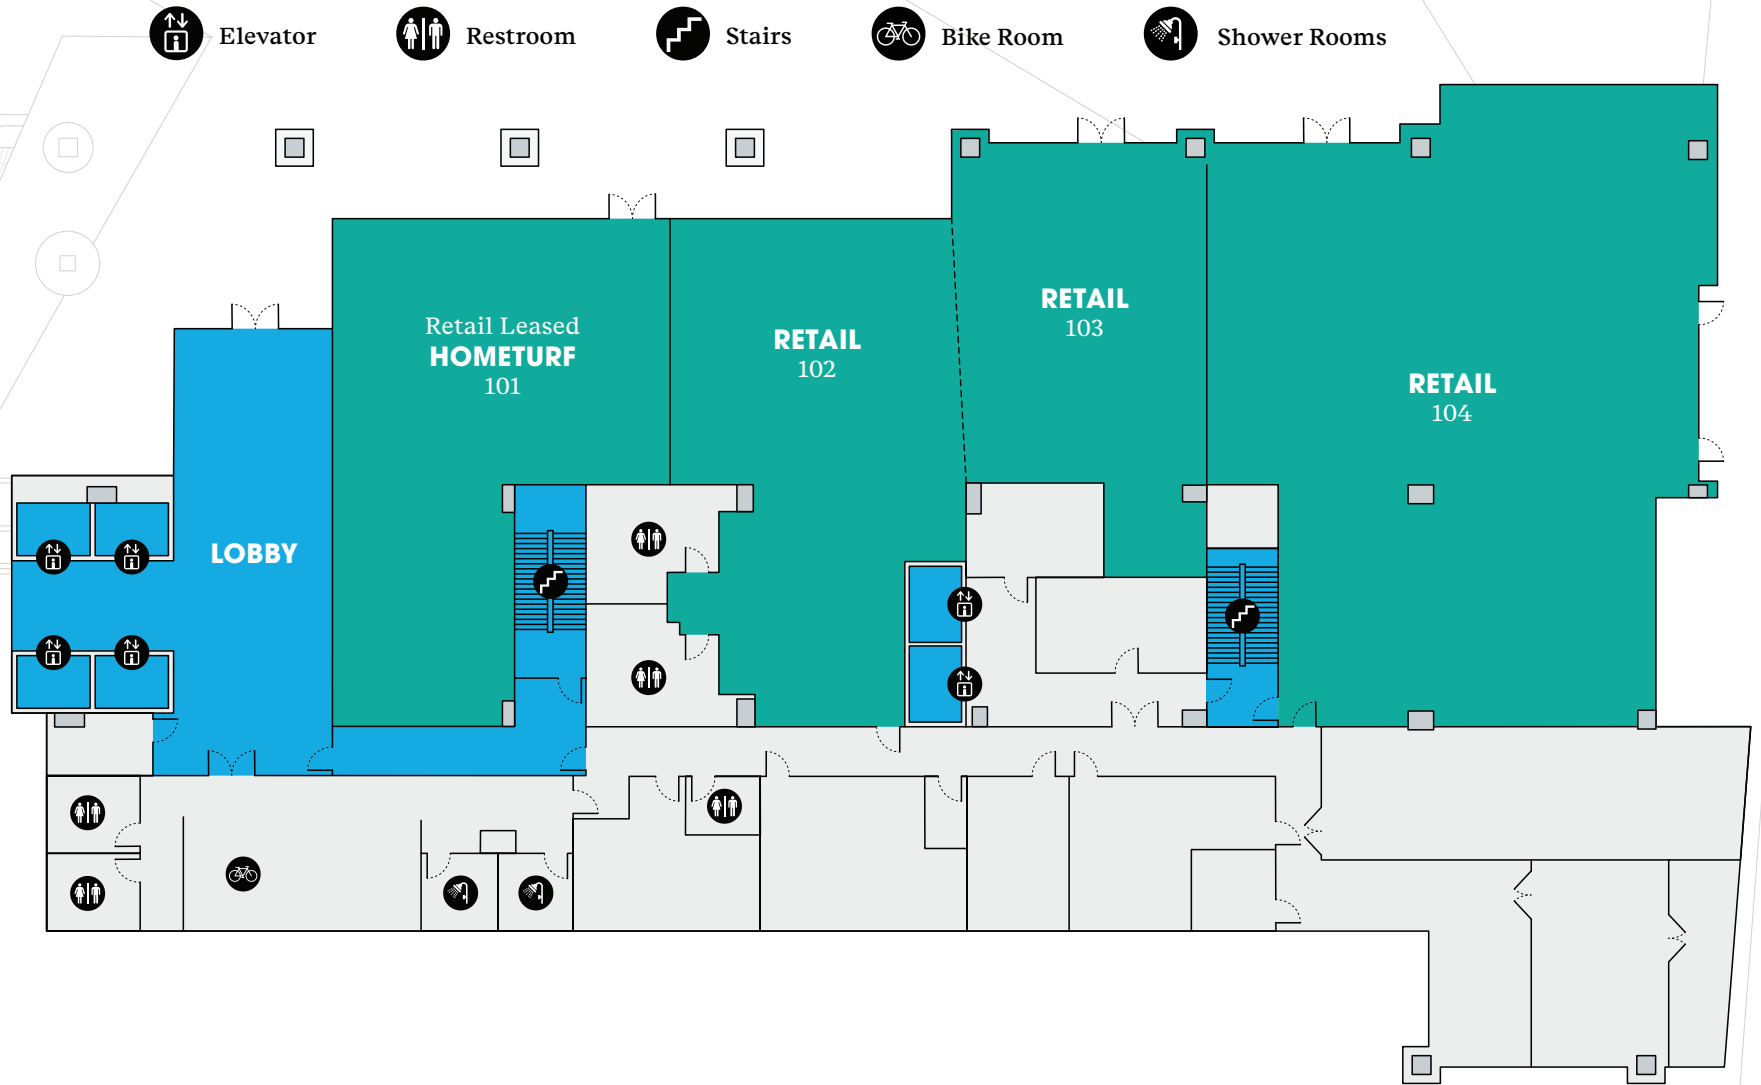 Elevator
Restroom
Stairs
Bike Room
Shower Rooms
Retail Leased
HOMETURF
101
RETAIL
102
RETAIL
103
RETAIL
104
LOBBY